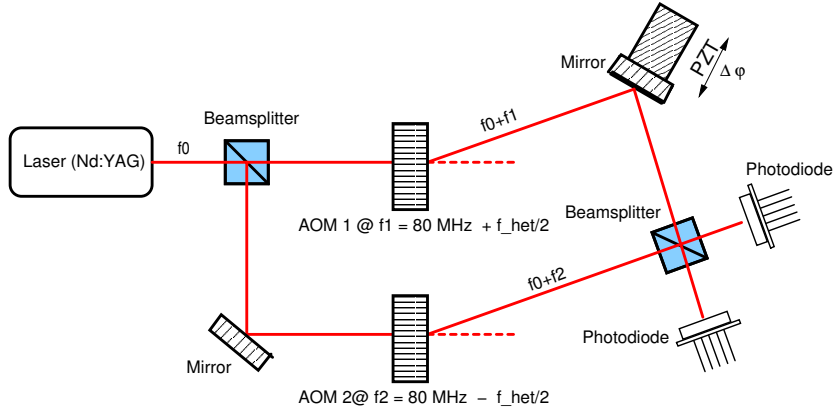 PZT
Δ φ
Mirror
Beamsplitter
f0+f1
f0
Laser (Nd:YAG)
Photodiode
AOM 1 @ f1 = 80 MHz + f_het/2
Beamsplitter
f0+f2
Photodiode
Mirror
AOM 2@ f2 = 80 MHz − f_het/2